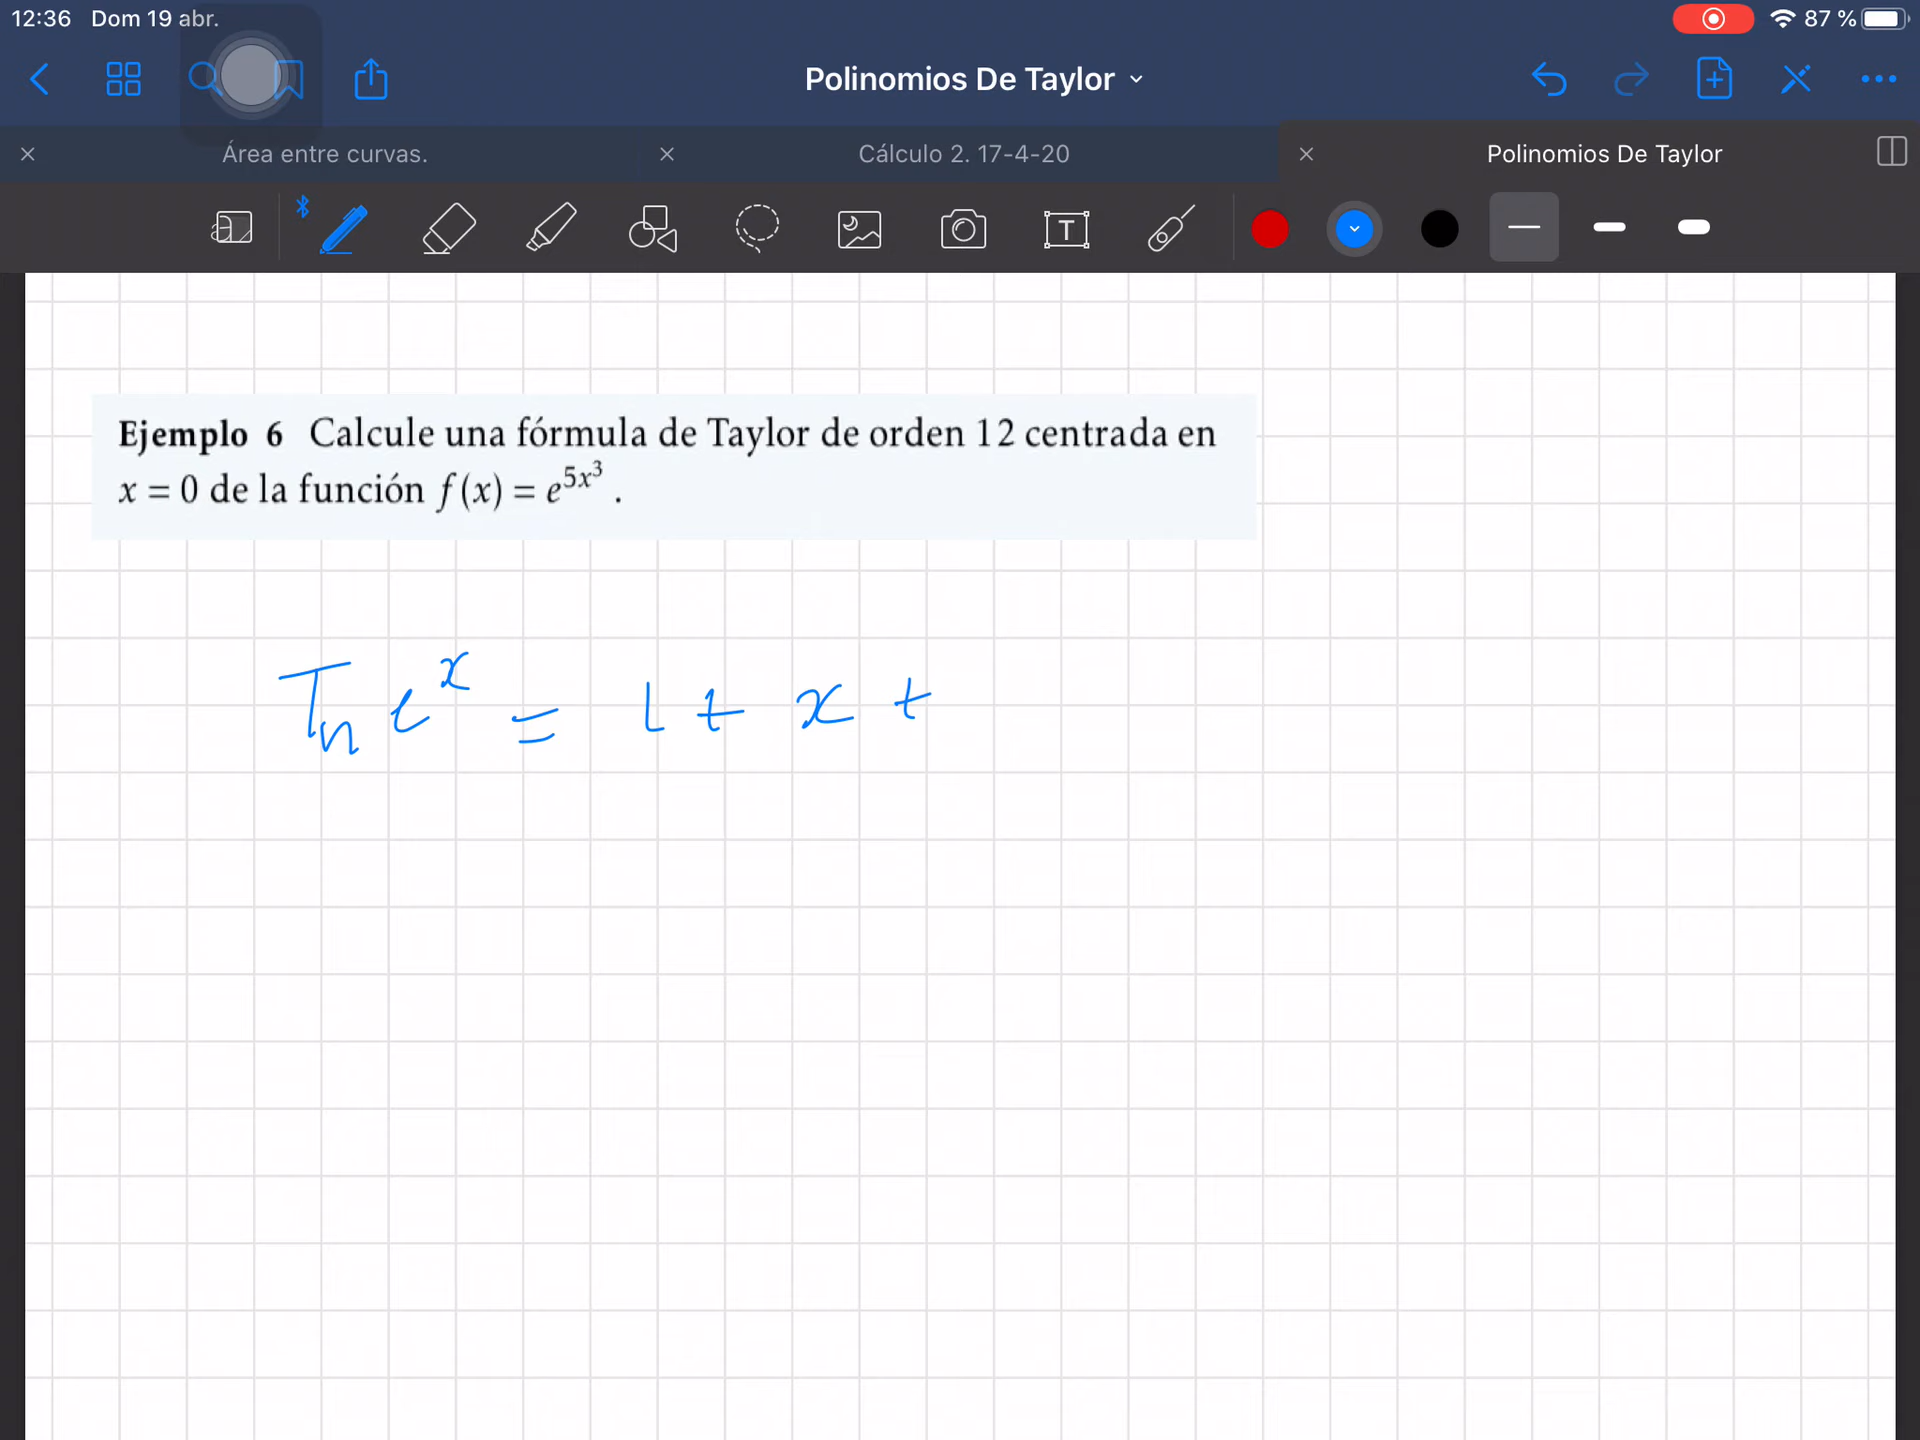 12:36 Dom 19 abr. 87 %
Polinomios De Taylor
Área entre curvas. Cálculo 2. 17-4-20 Polinomios De Taylor
T
Ejemplo 6 Calcule una fórmula de Taylor de orden 12 centrada en
x = 0 de la función f(x) = e^{5x^3} .
T_n e^x = 1 + x +